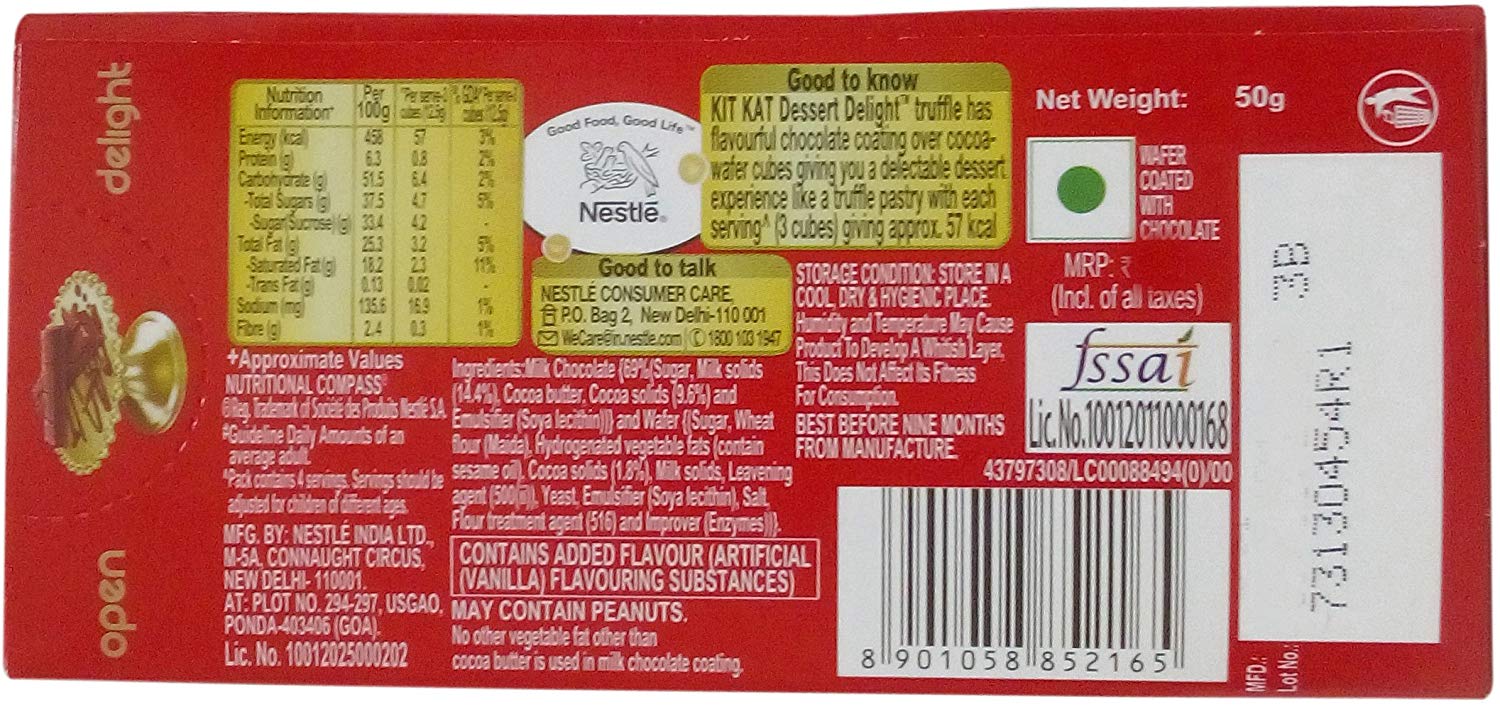 open delight
Nutrition Information+ Per 100g *Per serve-3 cubes (12.5g) % GDA#/Per serve-3 cubes (12.5g)
Energy (kcal) 458 57 3%
Protein (g) 6.3 0.8 2%
Carbohydrate (g) 51.5 6.4 2%
-Total Sugars (g) 37.5 4.7 5%
-Sugar(Sucrose) (g) 33.4 4.2 -
Total Fat (g) 25.3 3.2 5%
-Saturated Fat (g) 18.2 2.3 11%
-Trans Fat (g) 0.13 0.02 -
Sodium (mg) 135.6 16.9 1%
Fibre (g) 2.4 0.3 1%
+Approximate Values
NUTRITIONAL COMPASS®
®Reg. Trademark of Société des Produits Nestlé S.A.
#Guideline Daily Amounts of an
average adult.
^Pack contains 4 servings. Servings should be
adjusted for children of different ages.
MFG. BY: NESTLÉ INDIA LTD.,
M-5A, CONNAUGHT CIRCUS,
NEW DELHI- 110001.
AT: PLOT NO. 294-297, USGAO,
PONDA-403406 (GOA).
Lic. No. 10012025000202
Good Food, Good Life™
Nestlé®
Good to know
KIT KAT Dessert Delight™ truffle has
flavourful chocolate coating over cocoa-
wafer cubes giving you a delectable dessert
experience like a truffle pastry with each
serving^ (3 cubes) giving approx. 57 kcal
Good to talk
NESTLÉ CONSUMER CARE,
P.O. Bag 2, New Delhi-110 001
WeCare@in.nestle.com 1800 103 1947
Ingredients:Milk Chocolate (69%(Sugar, Milk solids
(14.4%), Cocoa butter, Cocoa solids (9.6%) and
Emulsifier (Soya lecithin))} and Wafer {(Sugar, Wheat
flour (Maida), Hydrogenated vegetable fats (contain
sesame oil), Cocoa solids (1.8%), Milk solids, Leavening
agent (500(ii)), Yeast, Emulsifier (Soya lecithin), Salt,
Flour treatment agent (516) and Improver (Enzymes))}.
CONTAINS ADDED FLAVOUR (ARTIFICIAL
(VANILLA) FLAVOURING SUBSTANCES)
MAY CONTAIN PEANUTS.
No other vegetable fat other than
cocoa butter is used in milk chocolate coating.
STORAGE CONDITION: STORE IN A
COOL, DRY & HYGIENIC PLACE.
Humidity and Temperature May Cause
Product To Develop A Whitish Layer,
This Does Not Affect Its Fitness
For Consumption.
BEST BEFORE NINE MONTHS
FROM MANUFACTURE.
Net Weight: 50g
WAFER
COATED
WITH
CHOCOLATE
MRP: ₹
(Incl. of all taxes)
fssai
Lic.No.10012011000168
43797308/LC00088494(0)/00
8 901058 852165
3B
73130454R1
MFD.:
Lot No.: